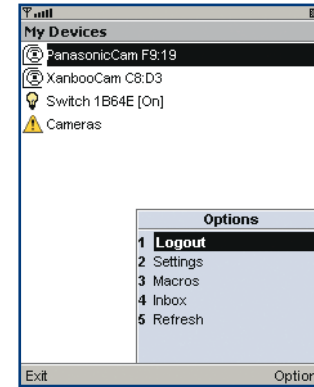 My Devices
PanasonicCam F9:19
XanbooCam C8:D3
Switch 1B64E [On]
Cameras
Options
1 Logout
2 Settings
3 Macros
4 Inbox
5 Refresh
Exit Option